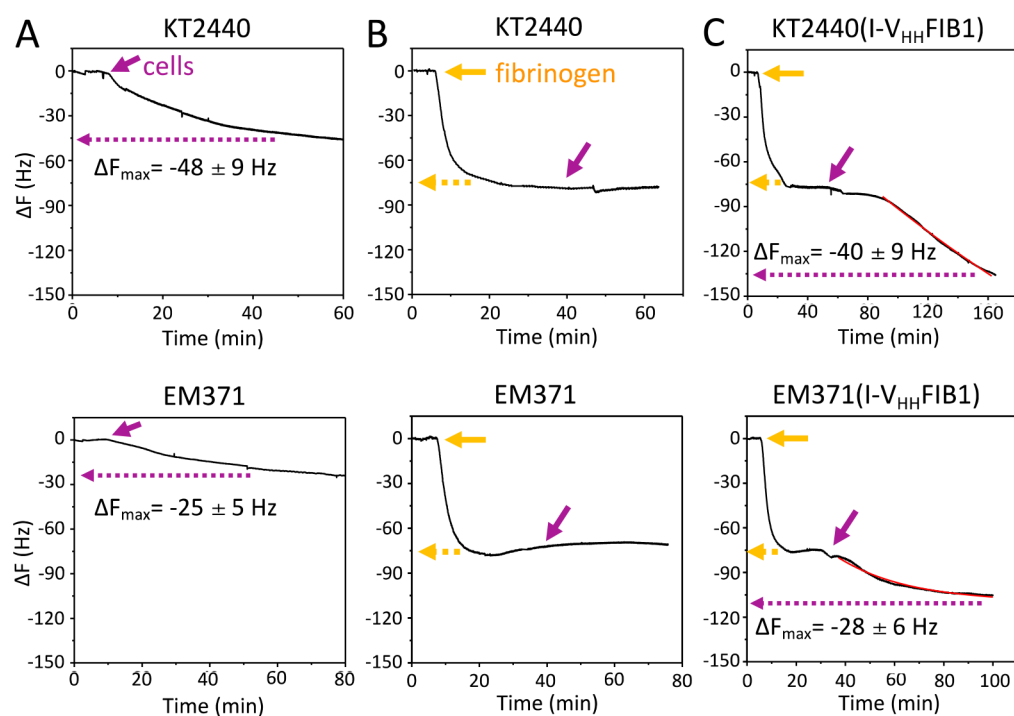 A
KT2440
cells
ΔF (Hz)
0
-30
-60
-90
-120
-150
ΔFmax= -48 ± 9 Hz
0 20 40 60
Time (min)
B
KT2440
fibrinogen
0
-30
-60
-90
-120
-150
0 20 40 60
Time (min)
C
KT2440(I-VHHFIB1)
0
-30
-60
-90
-120
-150
ΔFmax= -40 ± 9 Hz
0 40 80 120 160
Time (min)
EM371
ΔF (Hz)
0
-30
-60
-90
-120
-150
ΔFmax= -25 ± 5 Hz
0 20 40 60 80
Time (min)
EM371
0
-30
-60
-90
-120
-150
0 20 40 60 80
Time (min)
EM371(I-VHHFIB1)
0
-30
-60
-90
-120
-150
ΔFmax= -28 ± 6 Hz
0 20 40 60 80 100
Time (min)